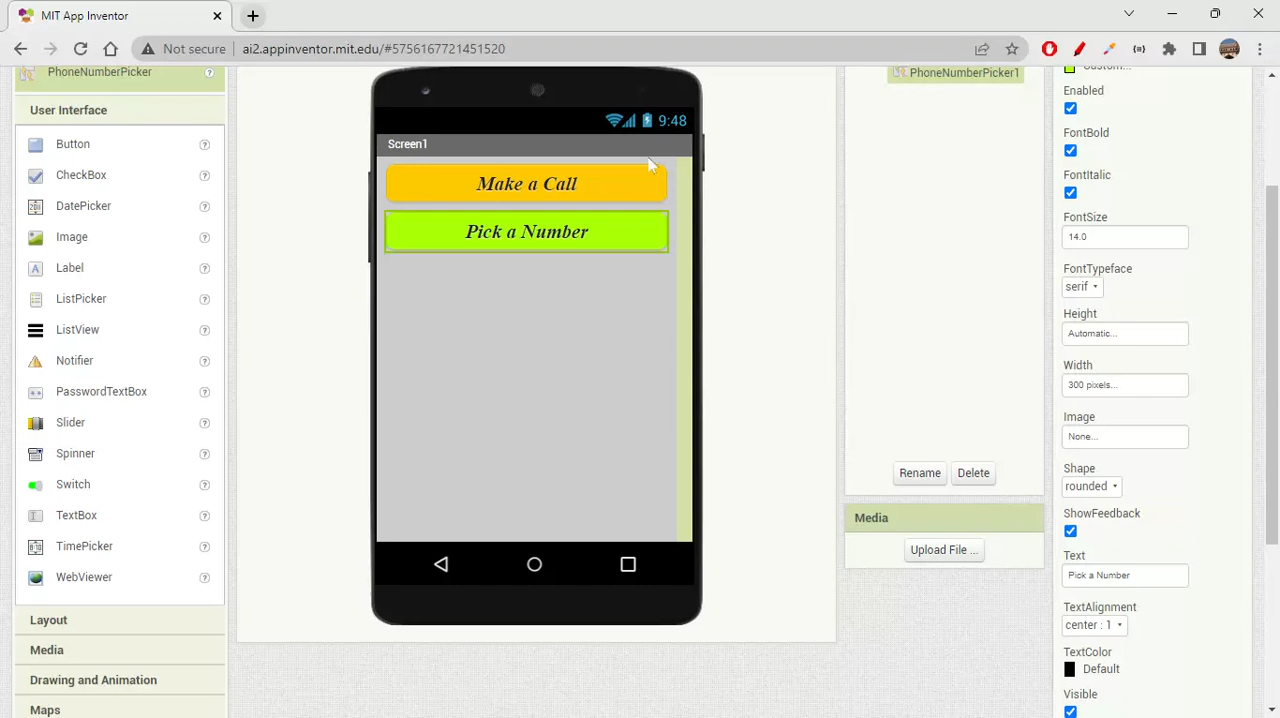 MIT App Inventor
Not secure
ai2.appinventor.mit.edu/#5756167721451520
PhoneNumberPicker
User Interface
Button
CheckBox
DatePicker
Image
Label
ListPicker
ListView
Notifier
PasswordTextBox
Slider
Spinner
Switch
TextBox
TimePicker
WebViewer
Layout
Media
Drawing and Animation
Maps
9:48
Screen1
Make a Call
Pick a Number
PhoneNumberPicker1
Rename
Delete
Media
Upload File ...
Custom...
Enabled
FontBold
FontItalic
FontSize
14.0
FontTypeface
serif
Height
Automatic...
Width
300 pixels...
Image
None...
Shape
rounded
ShowFeedback
Text
Pick a Number
TextAlignment
center : 1
TextColor
Default
Visible